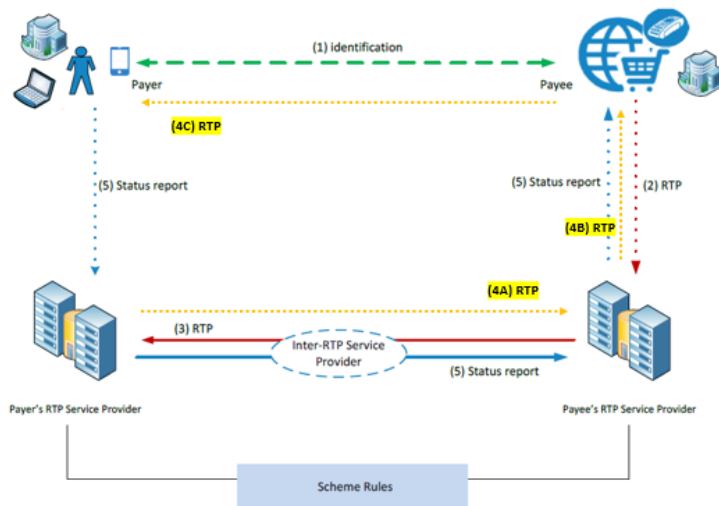 (1) identification
Payer
Payee
(4C) RTP
(5) Status report
(5) Status report
(2) RTP
(4B) RTP
(4A) RTP
(3) RTP
Inter-RTP Service
Provider
(5) Status report
Payer's RTP Service Provider
Payee's RTP Service Provider
Scheme Rules